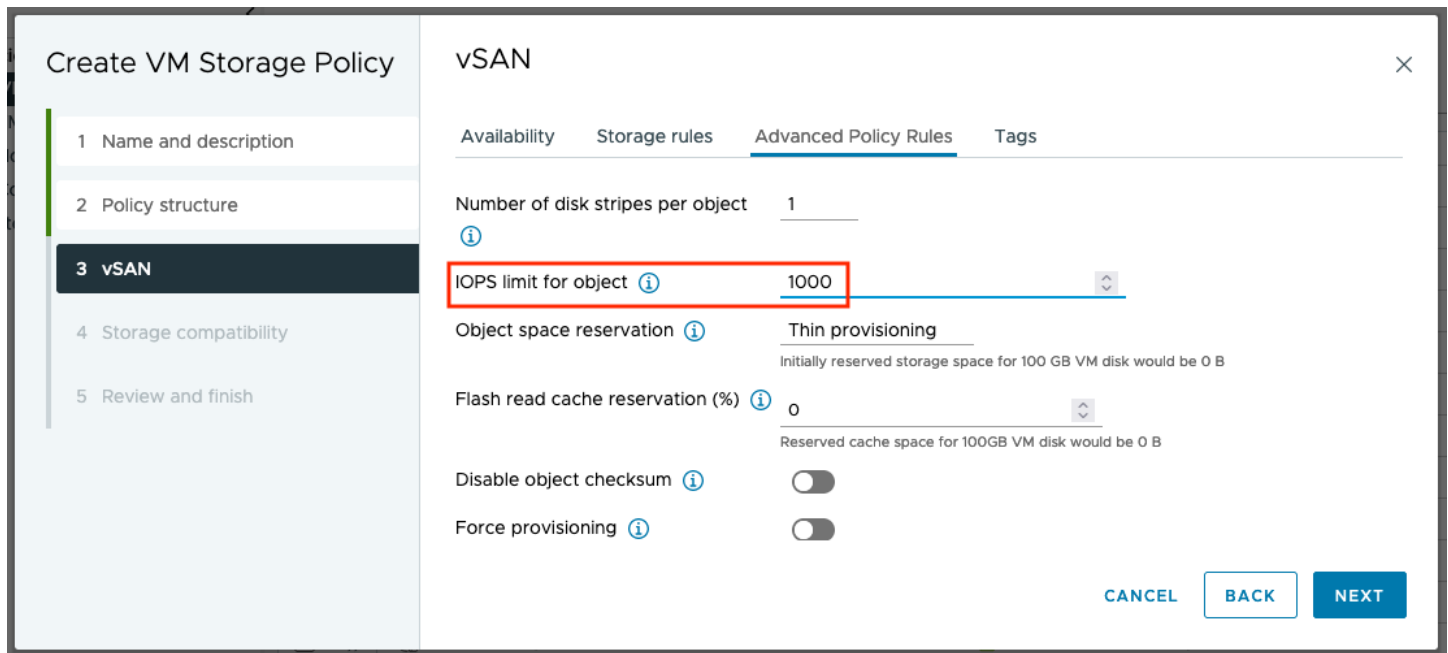 Create VM Storage Policy
1 Name and description
2 Policy structure
3 vSAN
4 Storage compatibility
5 Review and finish
vSAN
Availability Storage rules Advanced Policy Rules Tags
Number of disk stripes per object 1
IOPS limit for object 1000
Object space reservation Thin provisioning
Initially reserved storage space for 100 GB VM disk would be 0 B
Flash read cache reservation (%) 0
Reserved cache space for 100GB VM disk would be 0 B
Disable object checksum
Force provisioning
CANCEL BACK NEXT